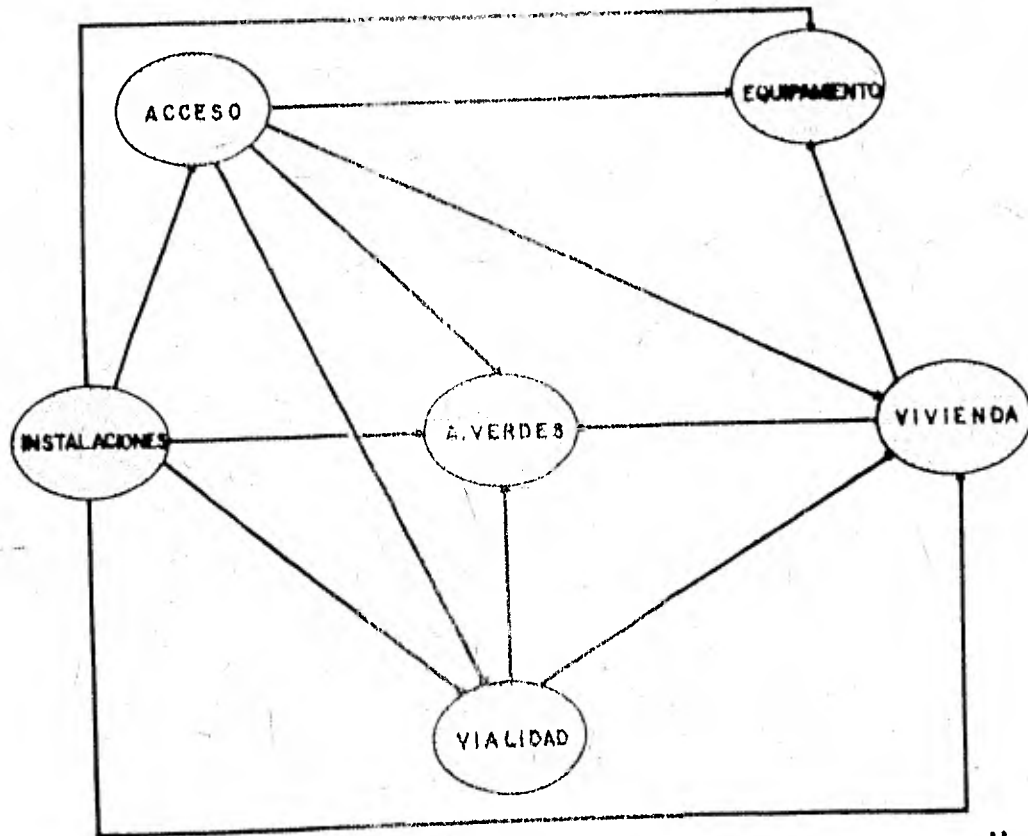 ACCESO
EQUIPAMIENTO
INSTALACIONES
A. VERDES
VIVIENDA
VIALIDAD